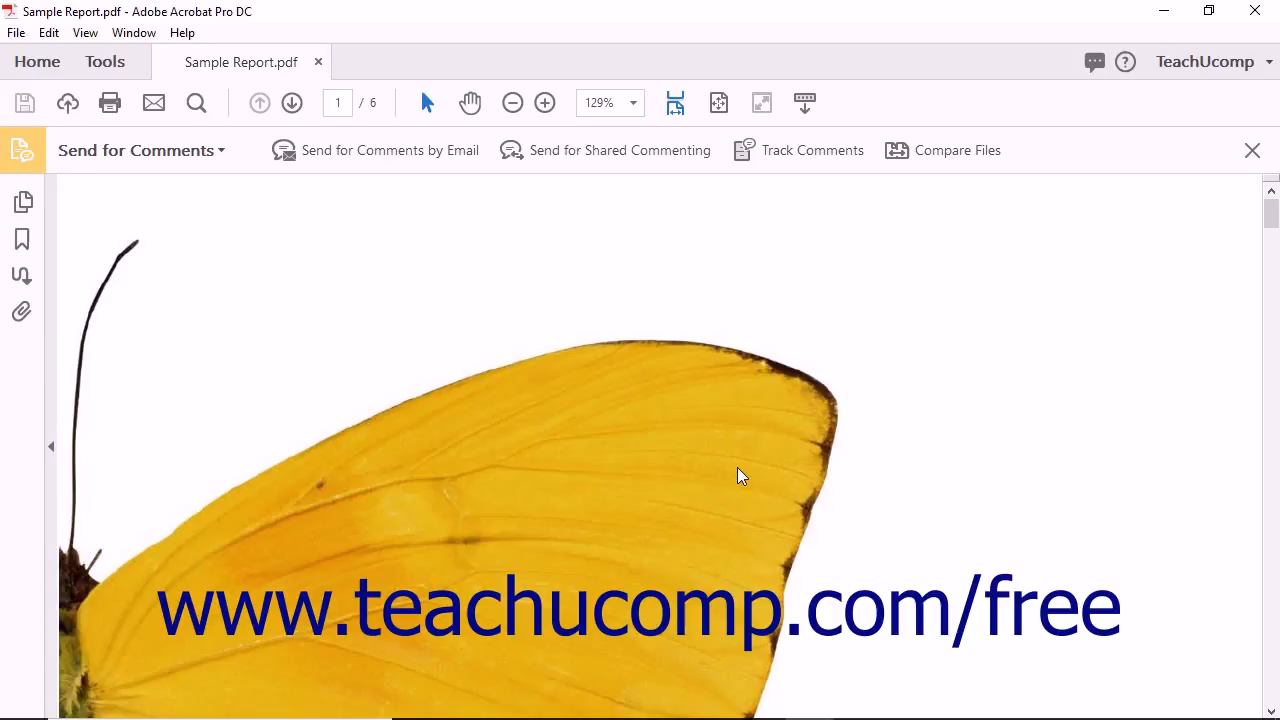 Sample Report.pdf - Adobe Acrobat Pro DC
File Edit View Window Help
Home Tools Sample Report.pdf × TeachUcomp
1 / 6 129%
Send for Comments Send for Comments by Email Send for Shared Commenting Track Comments Compare Files
www.teachucomp.com/free